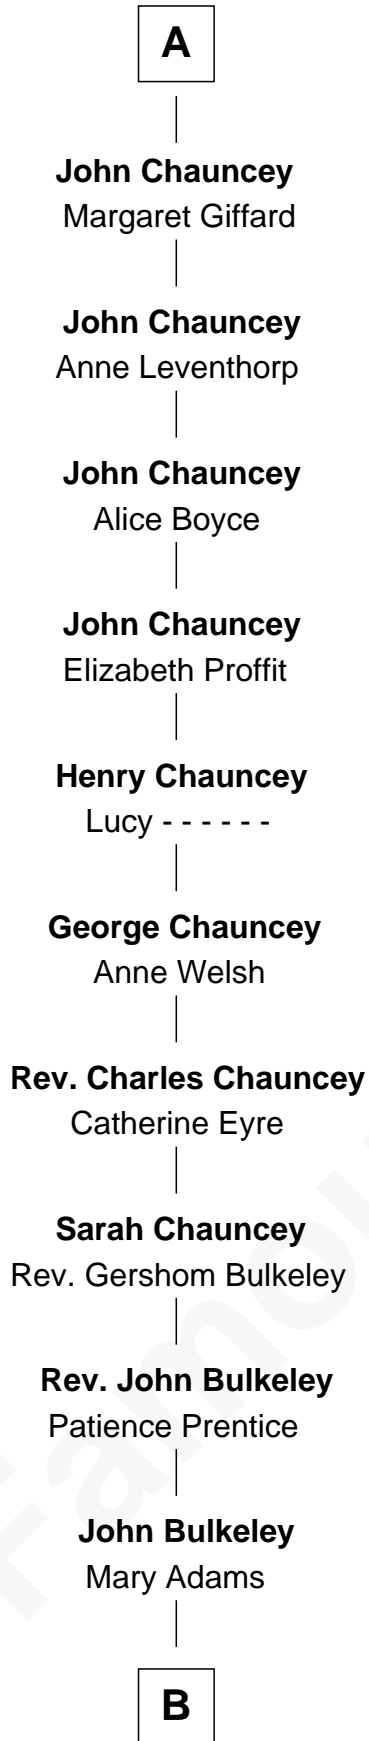 A
John Chauncey
Margaret Giffard
John Chauncey
Anne Leventhorp
John Chauncey
Alice Boyce
John Chauncey
Elizabeth Proffit
Henry Chauncey
Lucy - - - - - -
George Chauncey
Anne Welsh
Rev. Charles Chauncey
Catherine Eyre
Sarah Chauncey
Rev. Gershom Bulkeley
Rev. John Bulkeley
Patience Prentice
John Bulkeley
Mary Adams
B